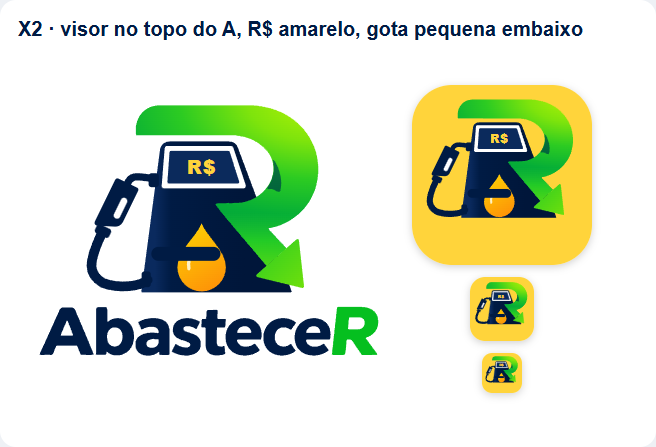 X2 · visor no topo do A, R$ amarelo, gota pequena embaixo
R$
AbasteceR
R$
R$